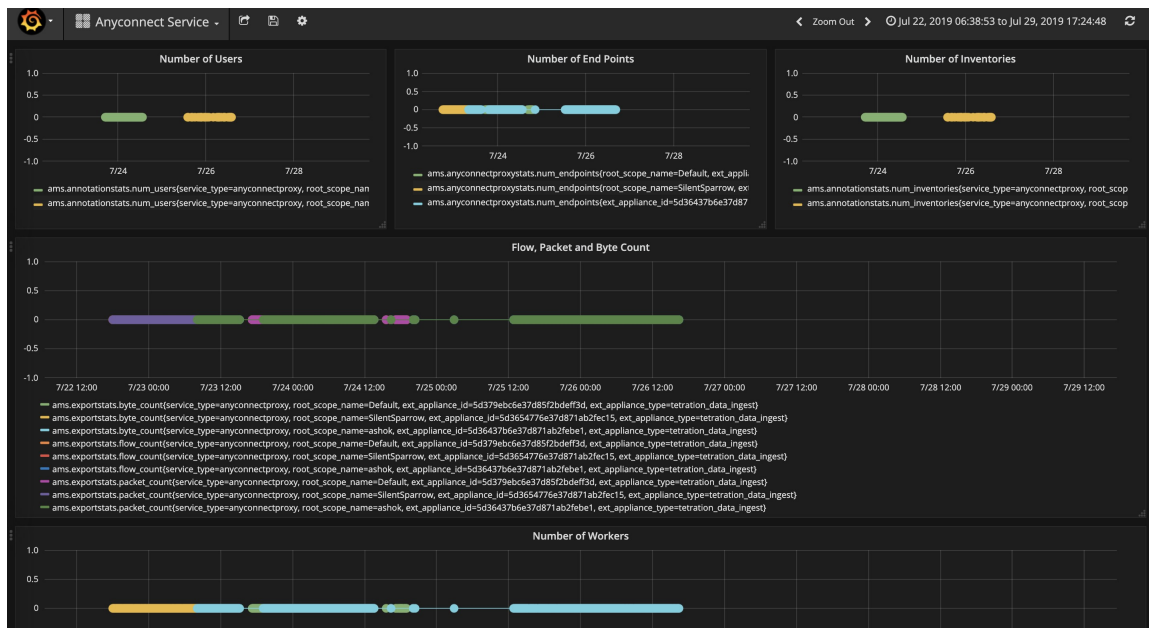 Anyconnect Service
Zoom Out
Jul 22, 2019 06:38:53 to Jul 29, 2019 17:24:48
Number of Users
1.0
0.5
0
-0.5
-1.0
7/24 7/26 7/28
ams.annotationstats.num_users{service_type=anyconnectproxy, root_scope_nan
ams.annotationstats.num_users{service_type=anyconnectproxy, root_scope_nan
Number of End Points
1.0
0.5
0
-0.5
-1.0
7/24 7/26 7/28
ams.anyconnectproxystats.num_endpoints{root_scope_name=Default, ext_appli
ams.anyconnectproxystats.num_endpoints{root_scope_name=SilentSparrow, ex
ams.anyconnectproxystats.num_endpoints{ext_appliance_id=5d36437b6e37d87
Number of Inventories
1.0
0.5
0
-0.5
-1.0
7/24 7/26 7/28
ams.annotationstats.num_inventories{service_type=anyconnectproxy, root_scop
ams.annotationstats.num_inventories{service_type=anyconnectproxy, root_scop
Flow, Packet and Byte Count
1.0
0.5
0
-0.5
-1.0
7/22 12:00 7/23 00:00 7/23 12:00 7/24 00:00 7/24 12:00 7/25 00:00 7/25 12:00 7/26 00:00 7/26 12:00 7/27 00:00 7/27 12:00 7/28 00:00 7/28 12:00 7/29 00:00 7/29 12:00
ams.exportstats.byte_count{service_type=anyconnectproxy, root_scope_name=Default, ext_appliance_id=5d379ebc6e37d85f2bdeff3d, ext_appliance_type=tetration_data_ingest}
ams.exportstats.byte_count{service_type=anyconnectproxy, root_scope_name=SilentSparrow, ext_appliance_id=5d3654776e37d871ab2fec15, ext_appliance_type=tetration_data_ingest}
ams.exportstats.byte_count{service_type=anyconnectproxy, root_scope_name=ashok, ext_appliance_id=5d36437b6e37d871ab2febe1, ext_appliance_type=tetration_data_ingest}
ams.exportstats.flow_count{service_type=anyconnectproxy, root_scope_name=Default, ext_appliance_id=5d379ebc6e37d85f2bdeff3d, ext_appliance_type=tetration_data_ingest}
ams.exportstats.flow_count{service_type=anyconnectproxy, root_scope_name=SilentSparrow, ext_appliance_id=5d3654776e37d871ab2fec15, ext_appliance_type=tetration_data_ingest}
ams.exportstats.flow_count{service_type=anyconnectproxy, root_scope_name=ashok, ext_appliance_id=5d36437b6e37d871ab2febe1, ext_appliance_type=tetration_data_ingest}
ams.exportstats.packet_count{service_type=anyconnectproxy, root_scope_name=Default, ext_appliance_id=5d379ebc6e37d85f2bdeff3d, ext_appliance_type=tetration_data_ingest}
ams.exportstats.packet_count{service_type=anyconnectproxy, root_scope_name=SilentSparrow, ext_appliance_id=5d3654776e37d871ab2fec15, ext_appliance_type=tetration_data_ingest}
ams.exportstats.packet_count{service_type=anyconnectproxy, root_scope_name=ashok, ext_appliance_id=5d36437b6e37d871ab2febe1, ext_appliance_type=tetration_data_ingest}
Number of Workers
1.0
0.5
0